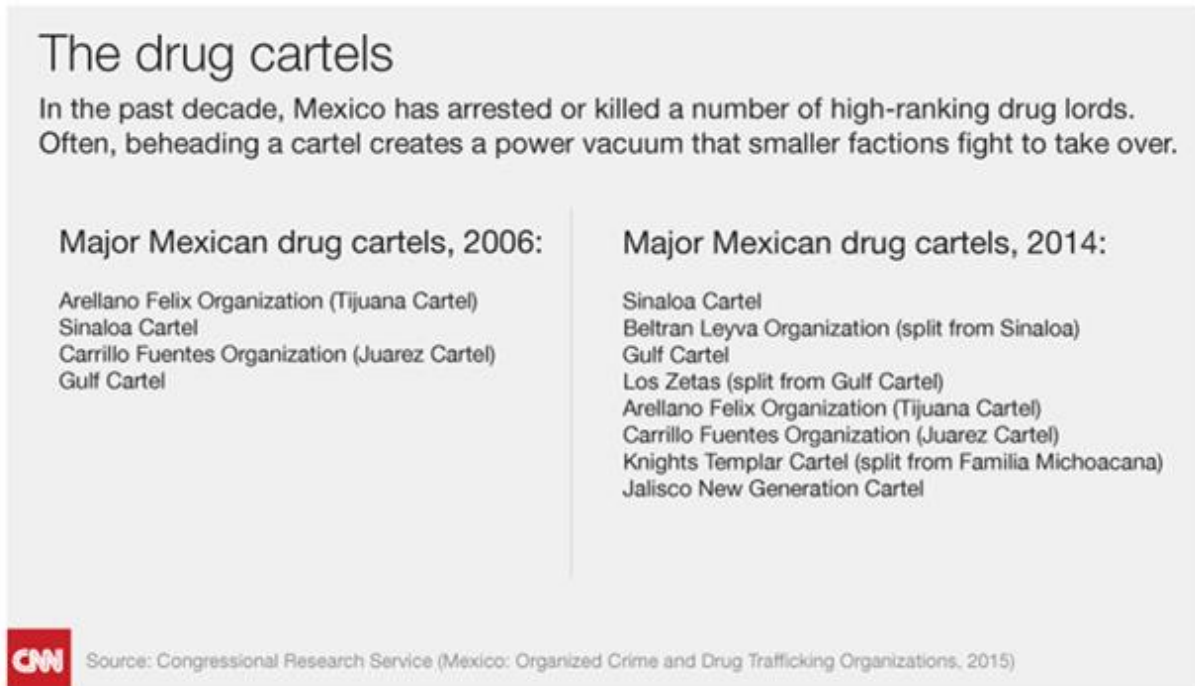 The drug cartels
In the past decade, Mexico has arrested or killed a number of high-ranking drug lords.
Often, beheading a cartel creates a power vacuum that smaller factions fight to take over.
Major Mexican drug cartels, 2006:
Arellano Felix Organization (Tijuana Cartel)
Sinaloa Cartel
Carrillo Fuentes Organization (Juarez Cartel)
Gulf Cartel
Major Mexican drug cartels, 2014:
Sinaloa Cartel
Beltran Leyva Organization (split from Sinaloa)
Gulf Cartel
Los Zetas (split from Gulf Cartel)
Arellano Felix Organization (Tijuana Cartel)
Carrillo Fuentes Organization (Juarez Cartel)
Knights Templar Cartel (split from Familia Michoacana)
Jalisco New Generation Cartel
CNN
Source: Congressional Research Service (Mexico: Organized Crime and Drug Trafficking Organizations, 2015)